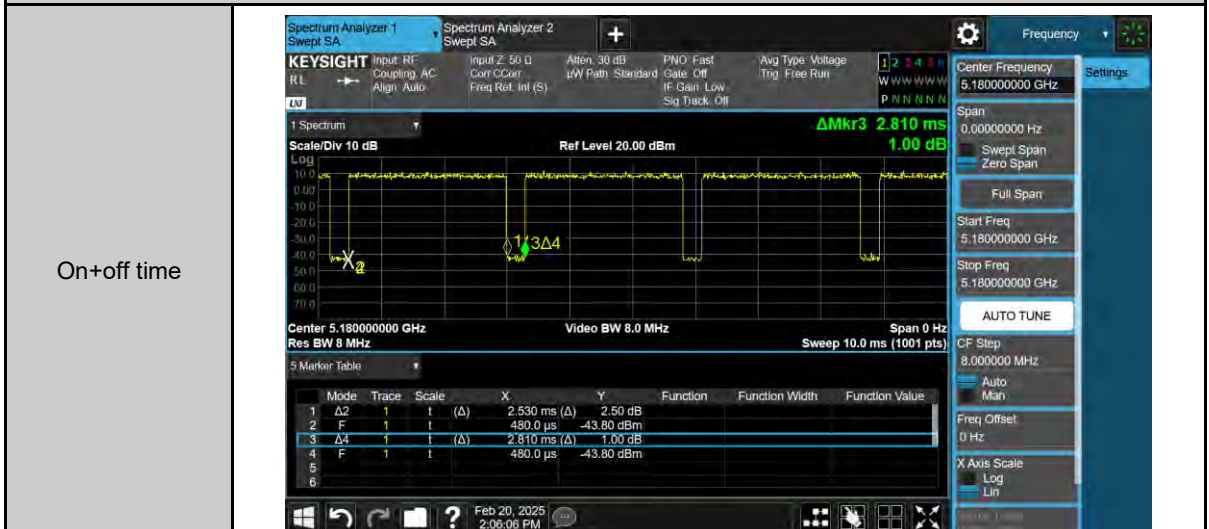 On+off time
Spectrum Analyzer 1
Swept SA
Spectrum Analyzer 2
Swept SA
+
Frequency
KEYSIGHT
RL
LXI
Input: RF
Coupling: AC
Align: Auto
Input Z: 50 Ω
Corr CCorr
Freq Ref: Int (S)
Atten: 30 dB
µW Path: Standard
PNO: Fast
Gate: Off
IF Gain: Low
Sig Track: Off
Avg Type: Voltage
Trig: Free Run
1 2 3 4 5 6
W W W W W W
P N N N N N
1 Spectrum
Scale/Div 10 dB
Ref Level 20.00 dBm
ΔMkr3 2.810 ms
1.00 dB
Log
10.0
0.00
-10.0
-20.0
-30.0
-40.0
-50.0
-60.0
-70.0
3Δ4
Center 5.180000000 GHz
Video BW 8.0 MHz
Span 0 Hz
Res BW 8 MHz
Sweep 10.0 ms (1001 pts)
5 Marker Table
Mode Trace Scale X Y Function Function Width Function Value
1 Δ2 1 t (Δ) 2.530 ms (Δ) 2.50 dB
2 F 1 t 480.0 µs -43.80 dBm
3 Δ4 1 t (Δ) 2.810 ms (Δ) 1.00 dB
4 F 1 t 480.0 µs -43.80 dBm
5
6
Feb 20, 2025
2:06:06 PM
?
Center Frequency
5.180000000 GHz
Span
0.00000000 Hz
Swept Span
Zero Span
Full Span
Start Freq
5.180000000 GHz
Stop Freq
5.180000000 GHz
AUTO TUNE
CF Step
8.000000 MHz
Auto
Man
Freq Offset
0 Hz
X Axis Scale
Log
Lin
Settings